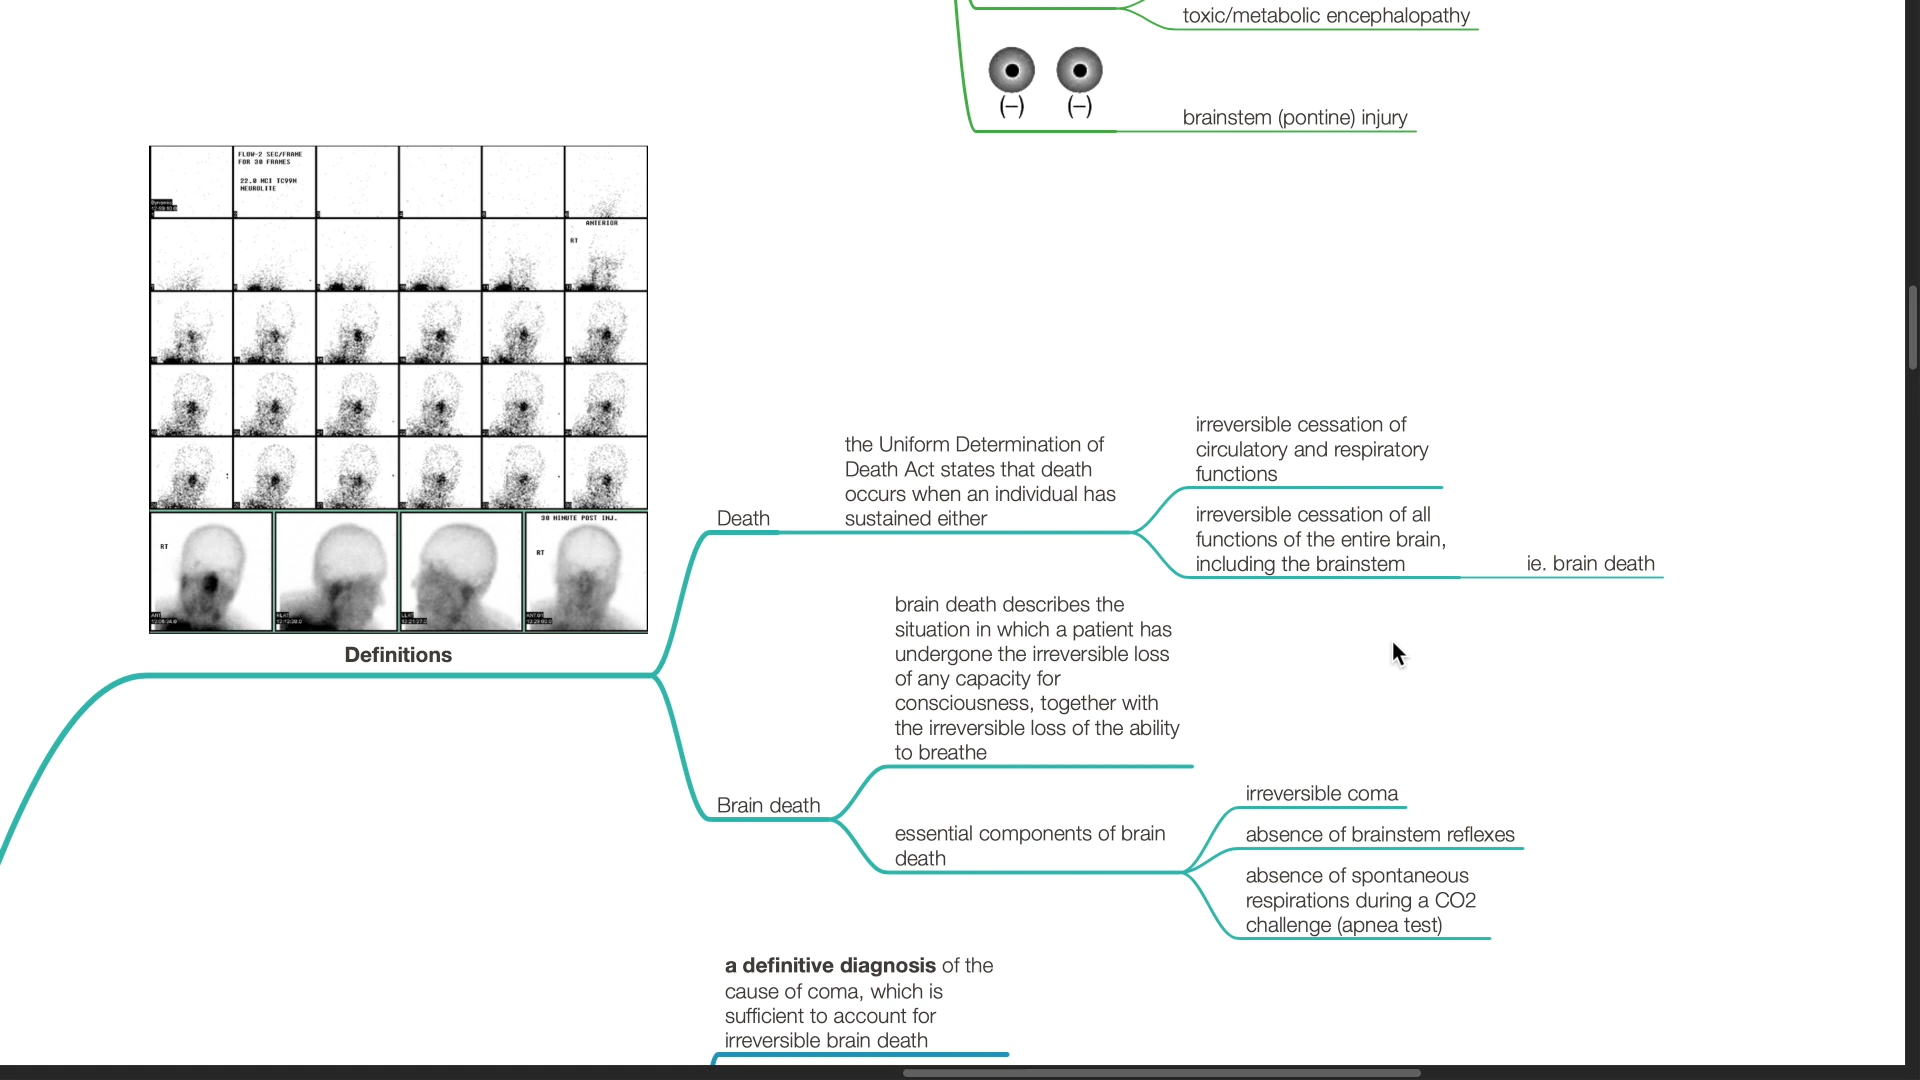 toxic/metabolic encephalopathy
(–) (–)
brainstem (pontine) injury
FLOW-2 SEC/FRAME
FOR 30 FRAMES
22.0 MCI TC99M
NEUROLITE
ANTERIOR
RT
RT
30 MINUTE POST INJ.
RT
Definitions
Death
the Uniform Determination of
Death Act states that death
occurs when an individual has
sustained either
irreversible cessation of
circulatory and respiratory
functions
irreversible cessation of all
functions of the entire brain,
including the brainstem
ie. brain death
Brain death
brain death describes the
situation in which a patient has
undergone the irreversible loss
of any capacity for
consciousness, together with
the irreversible loss of the ability
to breathe
essential components of brain
death
irreversible coma
absence of brainstem reflexes
absence of spontaneous
respirations during a CO2
challenge (apnea test)
a definitive diagnosis of the
cause of coma, which is
sufficient to account for
irreversible brain death